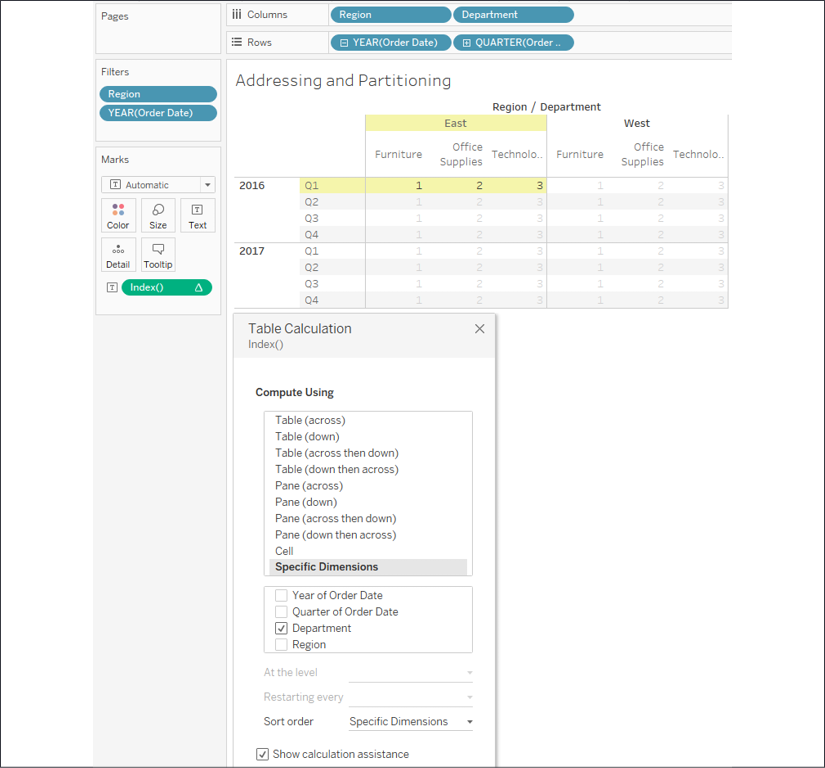 Pages
Columns
Region
Department
Rows
YEAR(Order Date)
QUARTER(Order ..
Filters
Region
YEAR(Order Date)
Marks
Automatic
Color
Size
Text
Detail
Tooltip
Index()
Addressing and Partitioning
Region / Department
East West
Furniture Office Supplies Technolo.. Furniture Office Supplies Technolo..
2016 Q1 1 2 3 1 2 3
Q2 1 2 3 1 2 3
Q3 1 2 3 1 2 3
Q4 1 2 3 1 2 3
2017 Q1 1 2 3 1 2 3
Q2 1 2 3 1 2 3
Q3 1 2 3 1 2 3
Q4 1 2 3 1 2 3
Table Calculation
Index()
Compute Using
Table (across)
Table (down)
Table (across then down)
Table (down then across)
Pane (across)
Pane (down)
Pane (across then down)
Pane (down then across)
Cell
Specific Dimensions
Year of Order Date
Quarter of Order Date
Department
Region
At the level
Restarting every
Sort order Specific Dimensions
Show calculation assistance